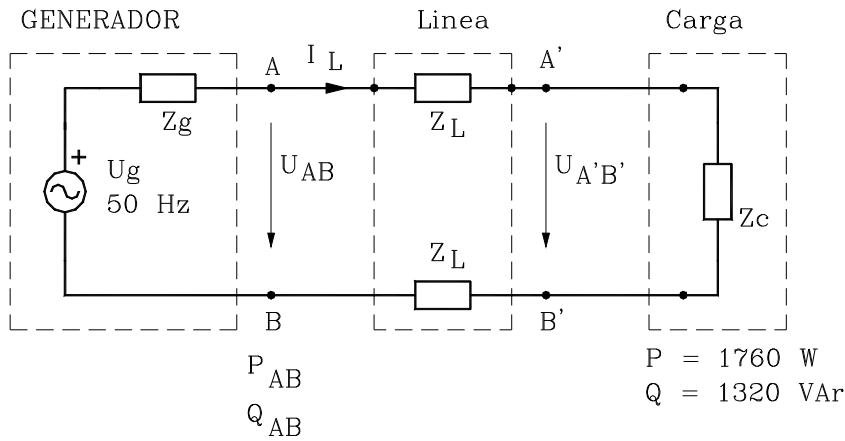 GENERADOR
Linea
Carga
A
I L
A'
Zg
Z L
+
Ug
50 Hz
U AB
U A'B'
Zc
Z L
B
B'
P AB
Q AB
P = 1760 W
Q = 1320 VAr